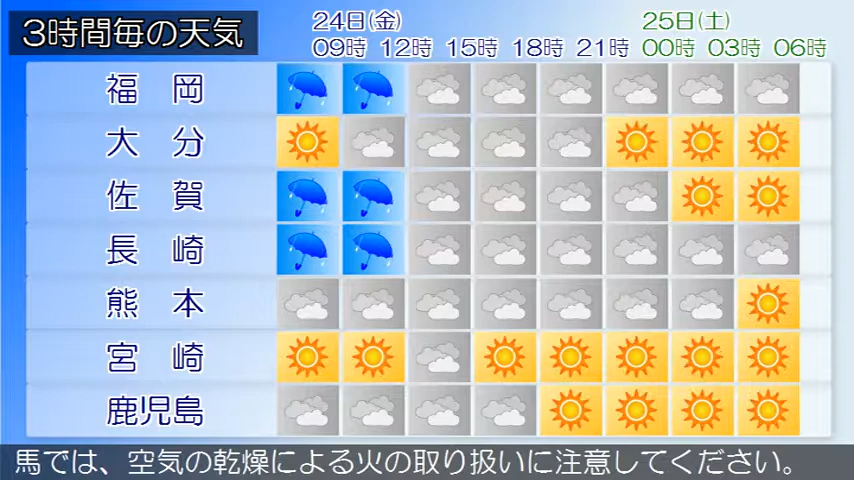 3時間毎の天気
24日(金) 25日(土)
09時 12時 15時 18時 21時 00時 03時 06時
福岡
大分
佐賀
長崎
熊本
宮崎
鹿児島
馬では、空気の乾燥による火の取り扱いに注意してください。